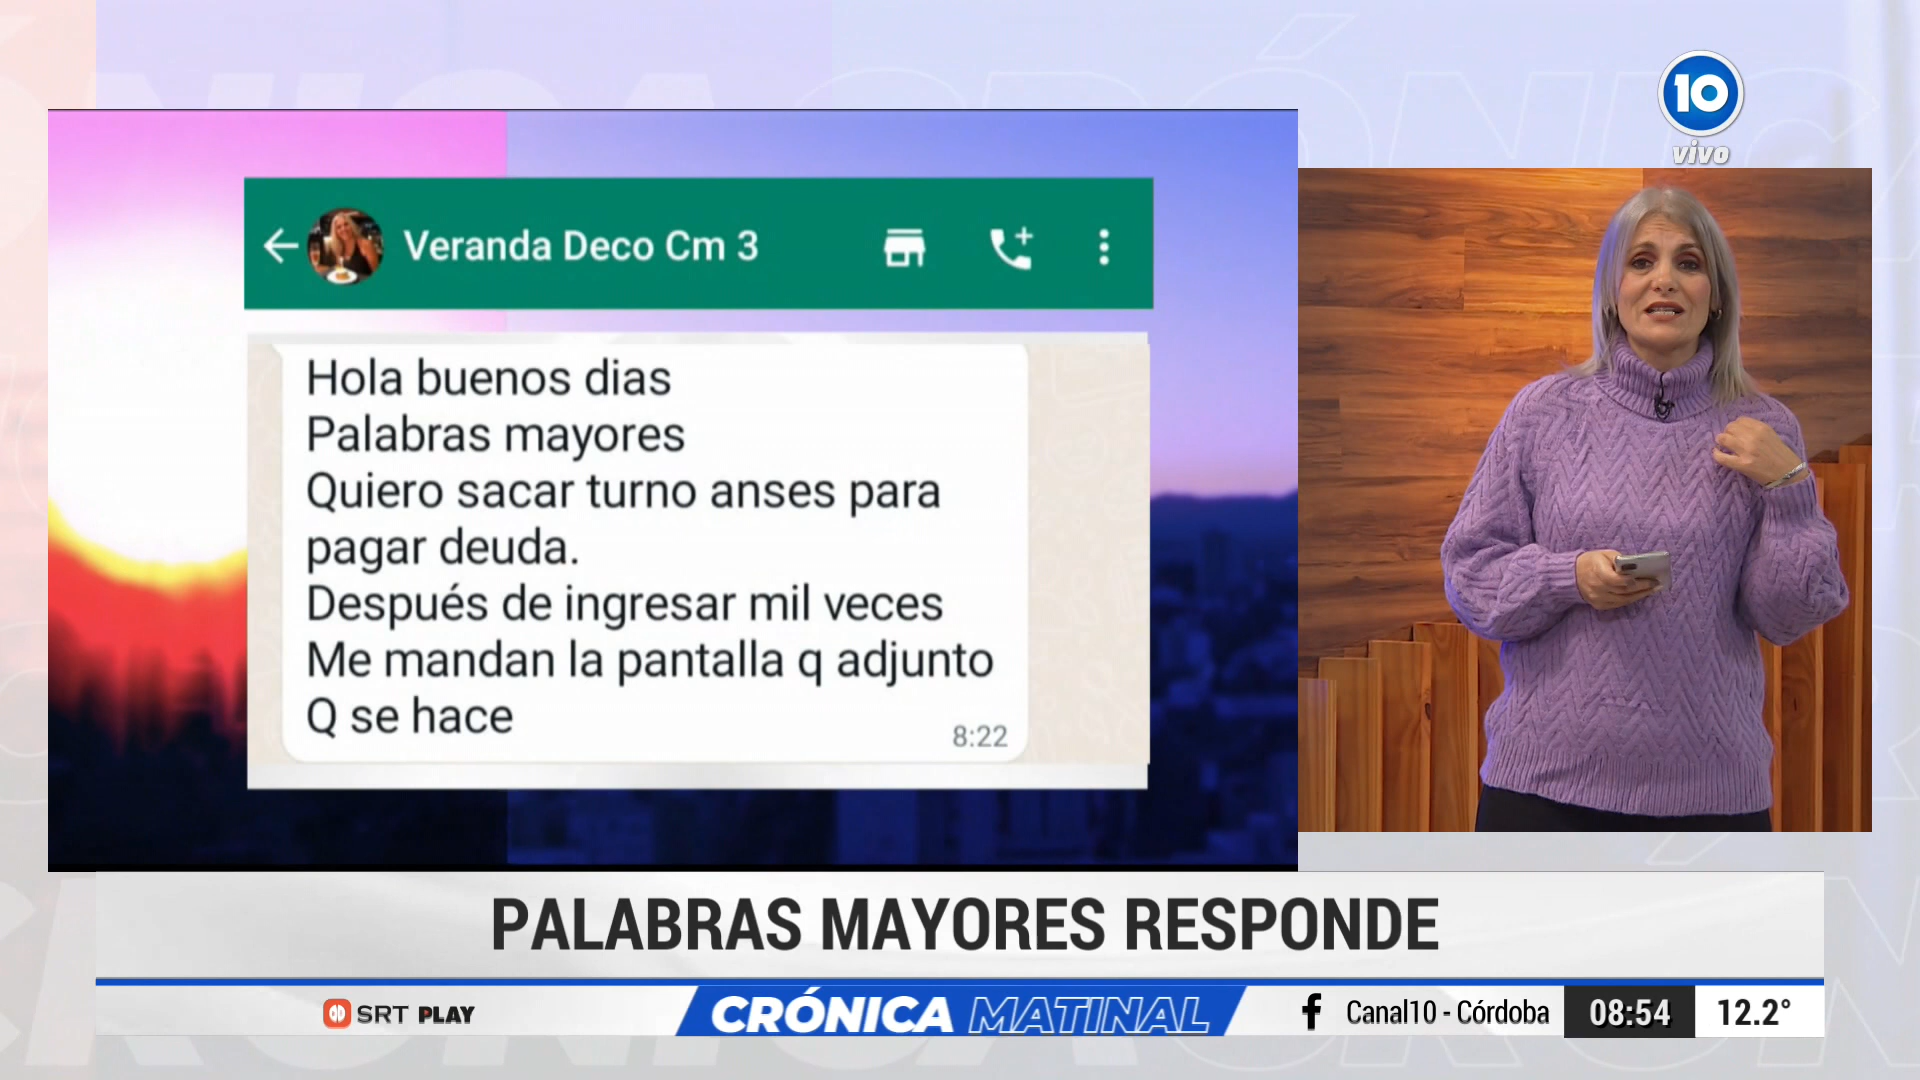 10
vivo
Veranda Deco Cm 3
Hola buenos dias
Palabras mayores
Quiero sacar turno anses para
pagar deuda.
Después de ingresar mil veces
Me mandan la pantalla q adjunto
Q se hace
8:22
PALABRAS MAYORES RESPONDE
SRT PLAY
CRÓNICA MATINAL
Canal10 - Córdoba
08:54
12.2°